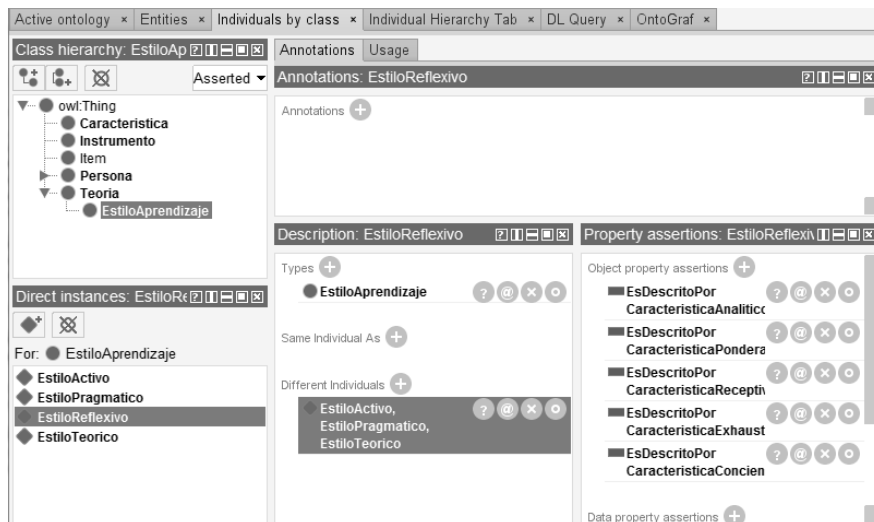 Active ontology × Entities × Individuals by class × Individual Hierarchy Tab × DL Query × OntoGraf ×
Class hierarchy: EstiloAp
Asserted
owl:Thing
Caracteristica
Instrumento
Item
Persona
Teoria
EstiloAprendizaje
Direct instances: EstiloRe
For: EstiloAprendizaje
EstiloActivo
EstiloPragmatico
EstiloReflexivo
EstiloTeorico
Annotations Usage
Annotations: EstiloReflexivo
Annotations
Description: EstiloReflexivo
Types
EstiloAprendizaje
Same Individual As
Different Individuals
EstiloActivo,
EstiloPragmatico,
EstiloTeorico
Property assertions: EstiloReflexiv
Object property assertions
EsDescritoPor
CaracteristicaAnalitico
EsDescritoPor
CaracteristicaPondera
EsDescritoPor
CaracteristicaReceptiv
EsDescritoPor
CaracteristicaExhaust
EsDescritoPor
CaracteristicaConcien
Data property assertions